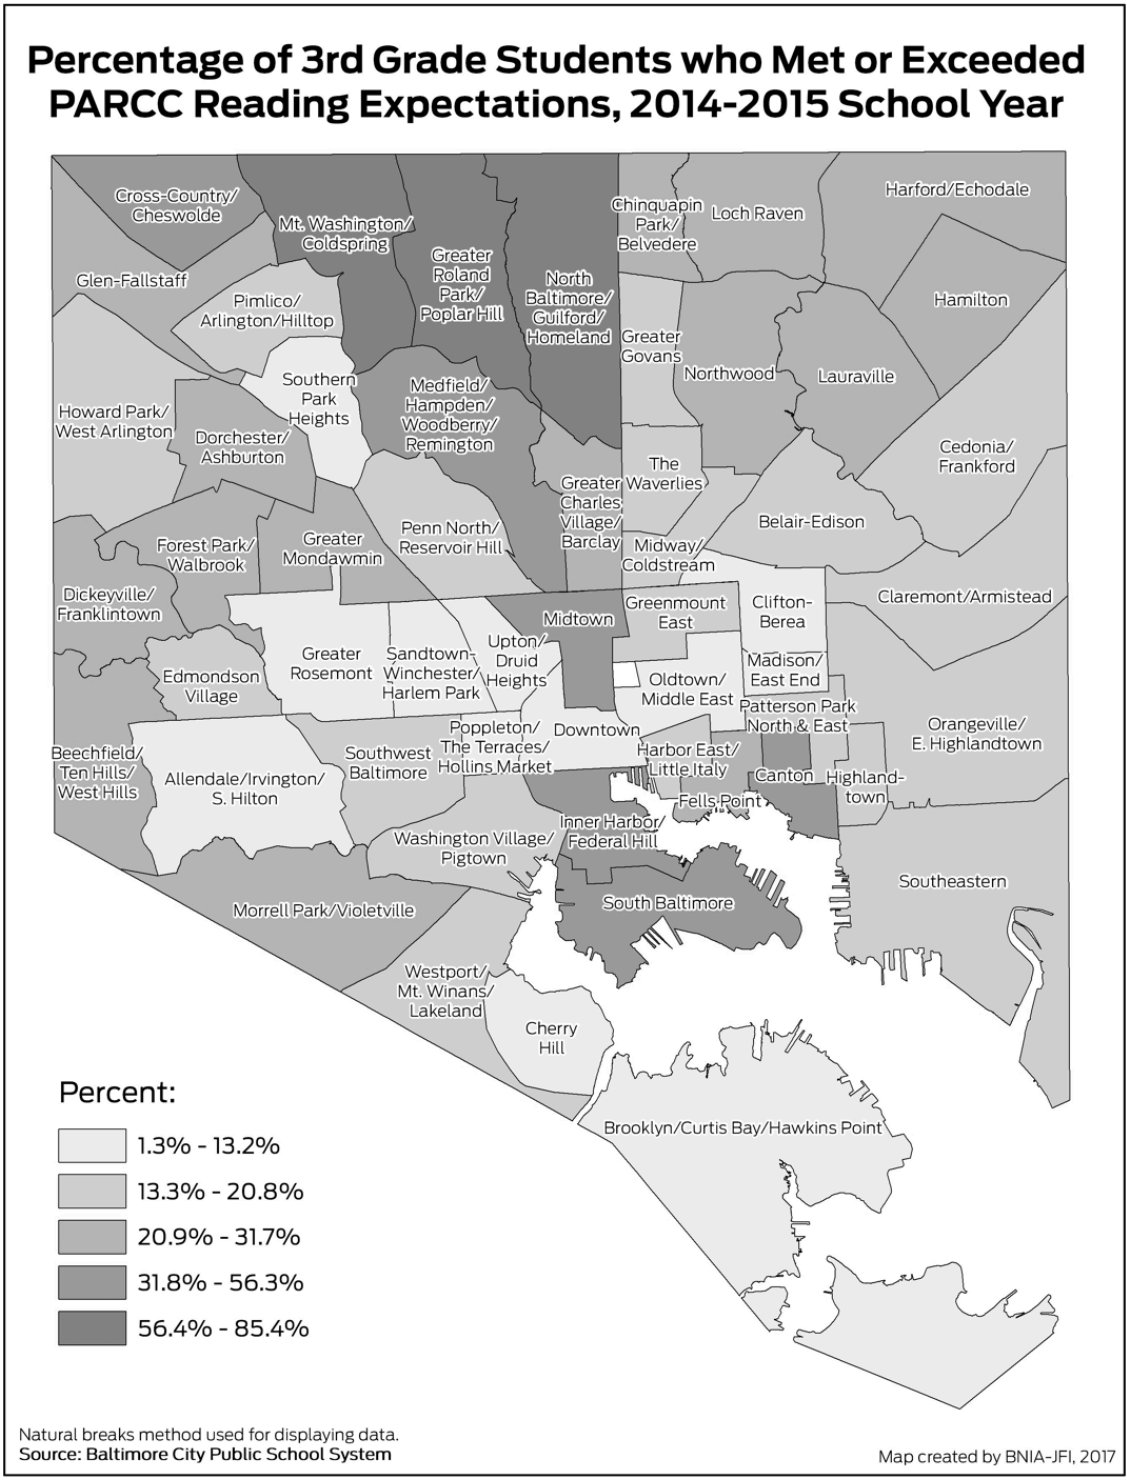 Percentage of 3rd Grade Students who Met or Exceeded
PARCC Reading Expectations, 2014-2015 School Year
Cross-Country/
Cheswolde
Mt. Washington/
Coldspring
Greater
Roland
Park/
Poplar Hill
North
Baltimore/
Guilford/
Homeland
Chinquapin
Park/
Belvedere
Loch Raven
Harford/Echodale
Glen-Fallstaff
Pimlico/
Arlington/Hilltop
Hamilton
Greater
Govans
Northwood
Lauraville
Southern
Park
Heights
Medfield/
Hampden/
Woodberry/
Remington
Howard Park/
West Arlington
Dorchester/
Ashburton
Cedonia/
Frankford
The
Waverlies
Greater
Charles
Village/
Barclay
Belair-Edison
Penn North/
Reservoir Hill
Greater
Mondawmin
Forest Park/
Walbrook
Midway/
Coldstream
Dickeyville/
Franklintown
Claremont/Armistead
Midtown
Greenmount
East
Clifton-
Berea
Upton/
Druid
Heights
Greater
Rosemont
Sandtown-
Winchester/
Harlem Park
Madison/
East End
Edmondson
Village
Oldtown/
Middle East
Patterson Park
North & East
Orangeville/
E. Highlandtown
Downtown
Poppleton/
The Terraces/
Hollins Market
Southwest
Baltimore
Harbor East/
Little Italy
Beechfield/
Ten Hills/
West Hills
Allendale/Irvington/
S. Hilton
Canton
Highland-
town
Fells Point
Inner Harbor/
Federal Hill
Washington Village/
Pigtown
Southeastern
South Baltimore
Morrell Park/Violetville
Westport/
Mt. Winans/
Lakeland
Cherry
Hill
Brooklyn/Curtis Bay/Hawkins Point
Percent:
1.3% - 13.2%
13.3% - 20.8%
20.9% - 31.7%
31.8% - 56.3%
56.4% - 85.4%
Natural breaks method used for displaying data.
Source: Baltimore City Public School System
Map created by BNIA-JFI, 2017